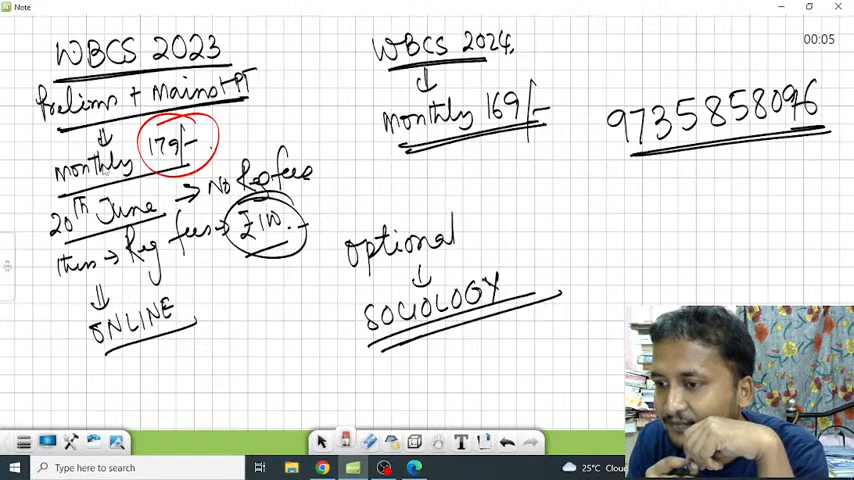 Note
00:05
WBCS 2023
Prelims + Mains + PT
monthly 179/-
20th June → No Reg fees
then → Reg fees → ₹110.-
ONLINE
WBCS 2024.
monthly 169/-
optional
SOCIOLOGY
9735858096
Type here to search
25°C Cloud